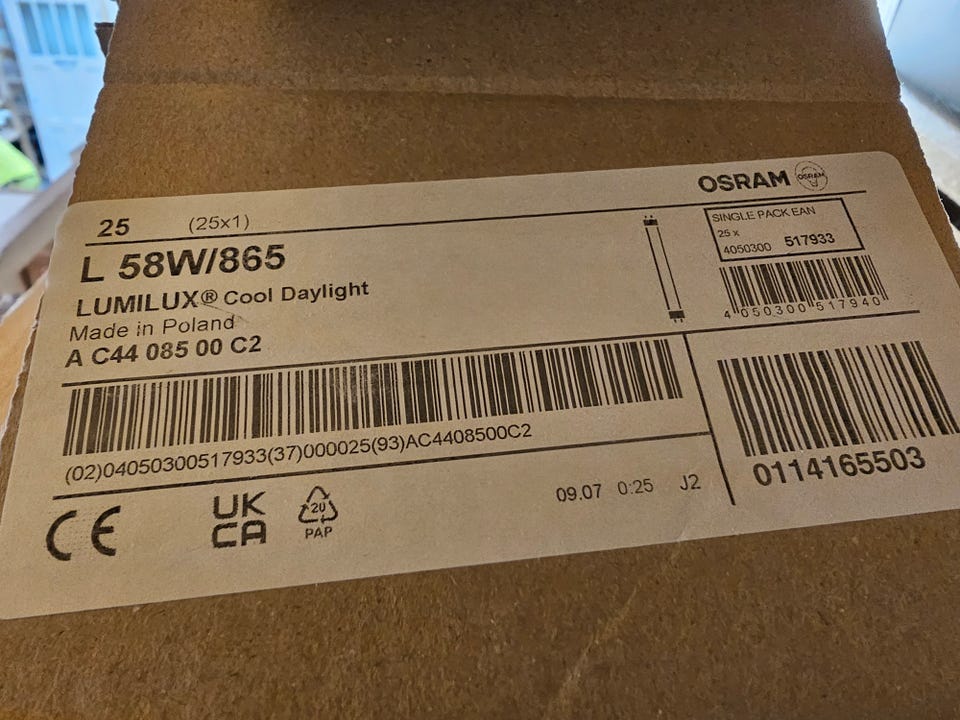 OSRAM OSRAM
25 (25x1)
L 58W/865
LUMILUX® Cool Daylight
Made in Poland
A C44 085 00 C2
SINGLE PACK EAN
25 x
4050300 517933
4 050300 517940
(02)04050300517933(37)000025(93)AC4408500C2
0114165503
09.07 0:25 J2
CE
UK
CA
20
PAP